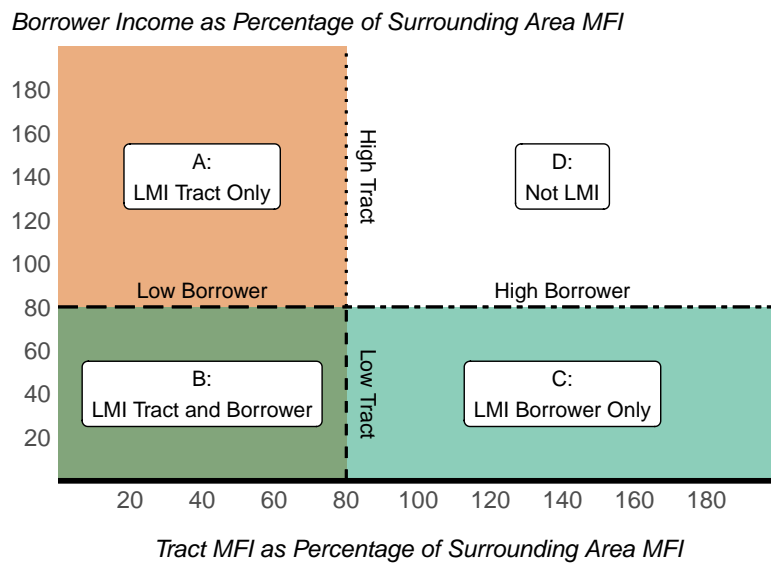 Borrower Income as Percentage of Surrounding Area MFI
180
160
140
120
100
80
60
40
20
A:
LMI Tract Only
High Tract
D:
Not LMI
Low Borrower
High Borrower
B:
LMI Tract and Borrower
Low Tract
C:
LMI Borrower Only
20 40 60 80 100 120 140 160 180
Tract MFI as Percentage of Surrounding Area MFI